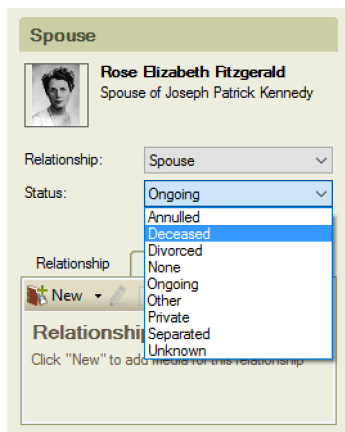 Spouse
Rose Elizabeth Fitzgerald
Spouse of Joseph Patrick Kennedy
Relationship: Spouse
Status: Ongoing
Annulled
Deceased
Divorced
None
Ongoing
Other
Private
Separated
Unknown
Relationship
New
Click "New" to add media for this relationship